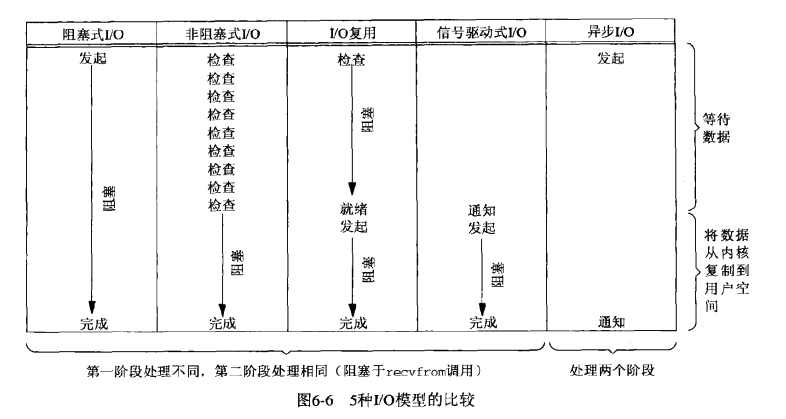 阻塞式I/O 非阻塞式I/O I/O复用 信号驱动式I/O 异步I/O
发起 检查 检查 发起
检查
检查
检查
检查
检查
检查
检查
检查
阻塞
阻塞
就绪 通知
发起 发起
阻塞
阻塞
阻塞
完成 完成 完成 完成 通知
等待
数据
将数据
从内核
复制到
用户空
间
第一阶段处理不同，第二阶段处理相同（阻塞于recvfrom调用） 处理两个阶段
图6-6 5种I/O模型的比较